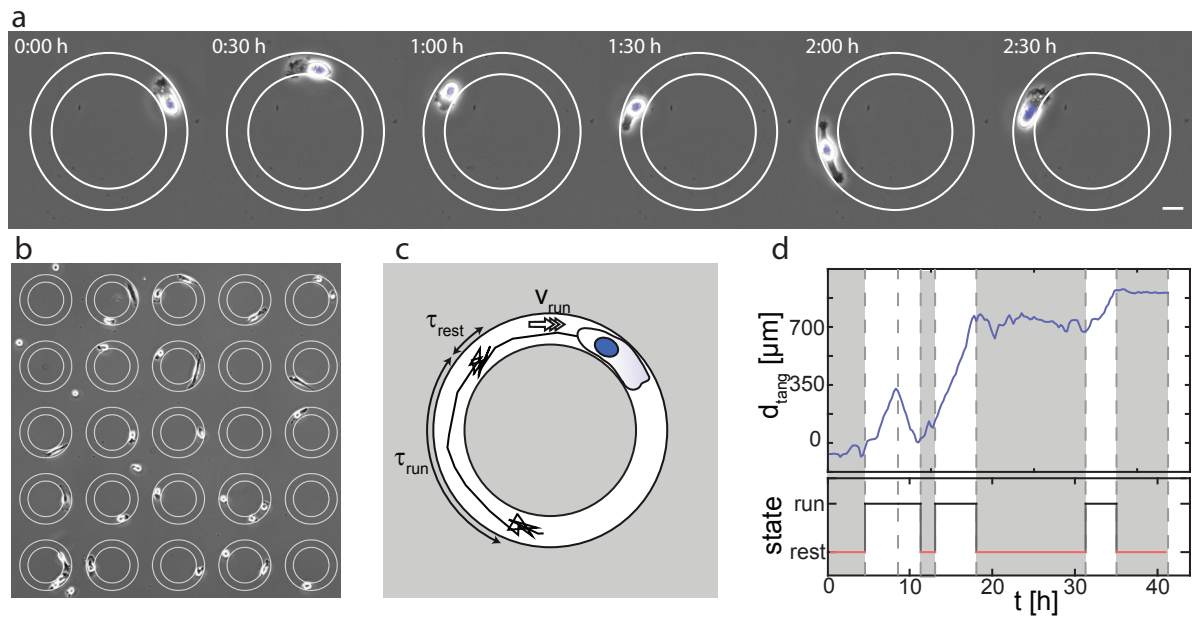 a
0:00 h
0:30 h
1:00 h
1:30 h
2:00 h
2:30 h
b
c
d
v_run
τ_rest
τ_run
d_tang [μm]
700
350
0
state
run
rest
0
10
20
30
40
t [h]